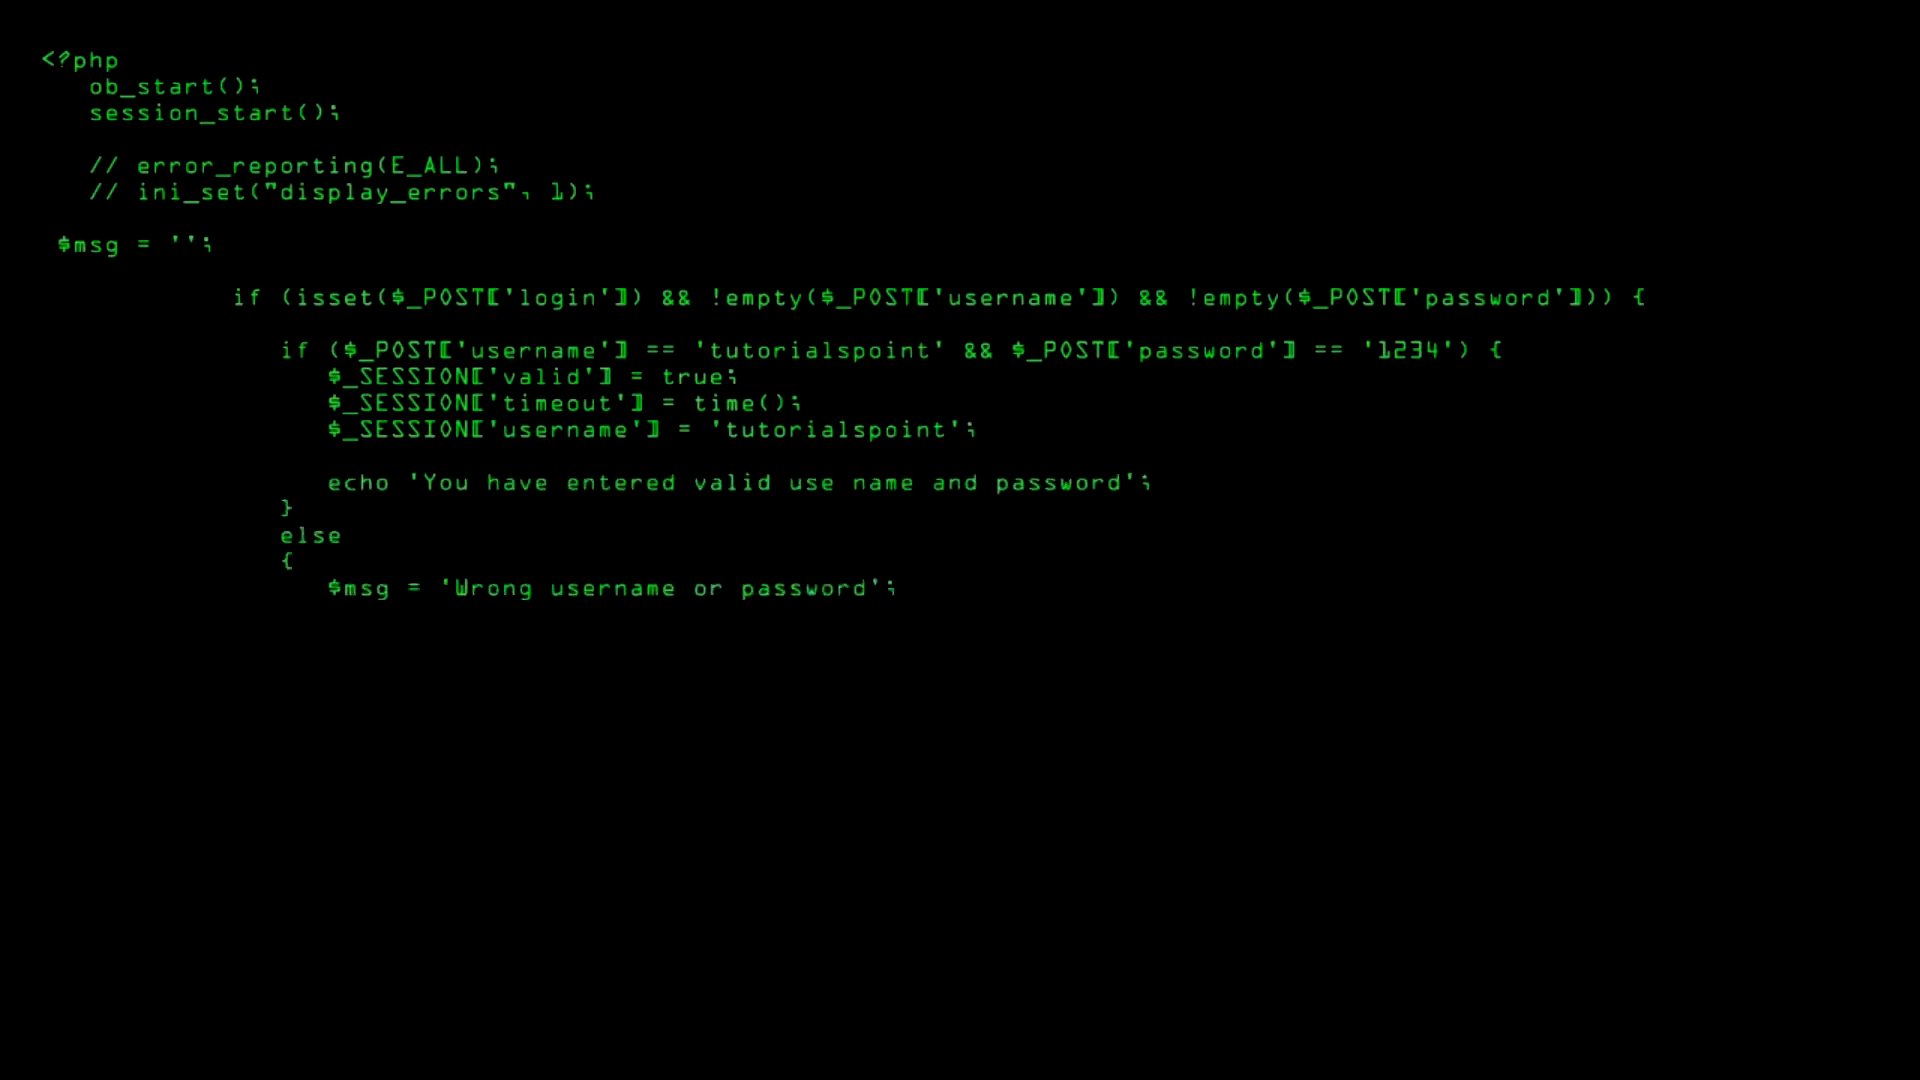 <?php
ob_start();
session_start();
// error_reporting(E_ALL);
// ini_set("display_errors", 1);
$msg = '';
if (isset($_POST['login']) && !empty($_POST['username']) && !empty($_POST['password'])) {
if ($_POST['username'] == 'tutorialspoint' && $_POST['password'] == '1234') {
$_SESSION['valid'] = true;
$_SESSION['timeout'] = time();
$_SESSION['username'] = 'tutorialspoint';
echo 'You have entered valid use name and password';
}
else
{
$msg = 'Wrong username or password';